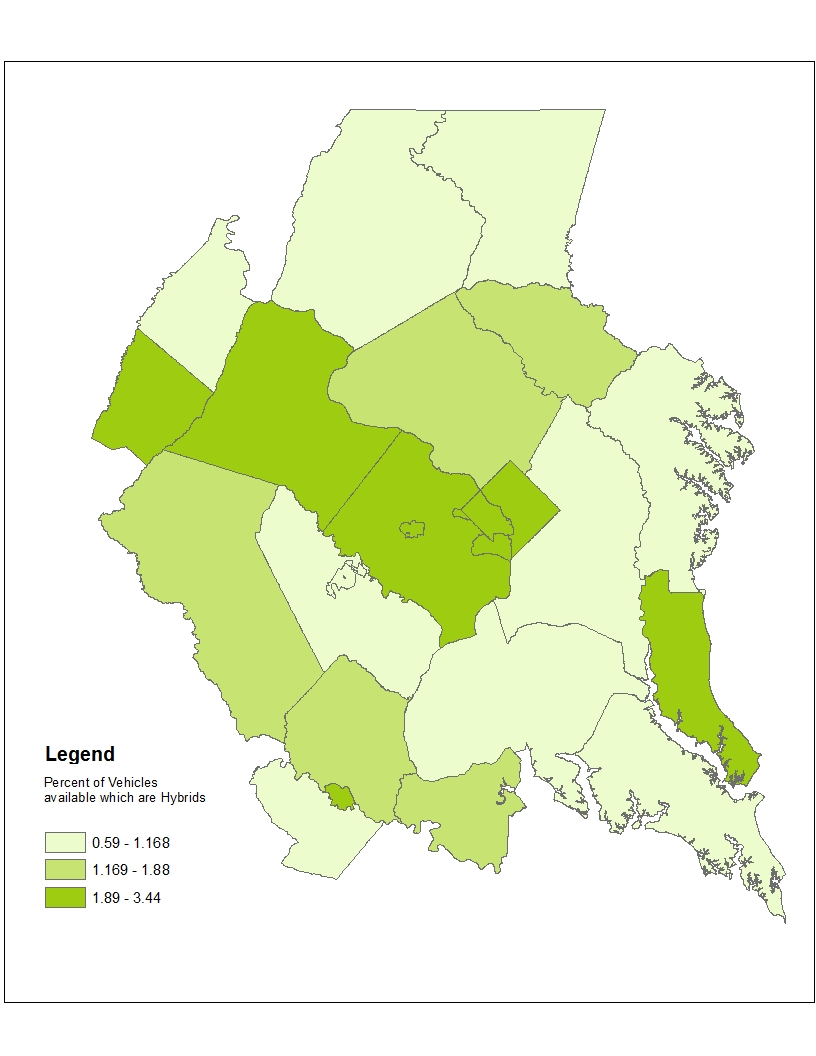 Legend
Percent of Vehicles
available which are Hybrids
0.59 - 1.168
1.169 - 1.88
1.89 - 3.44